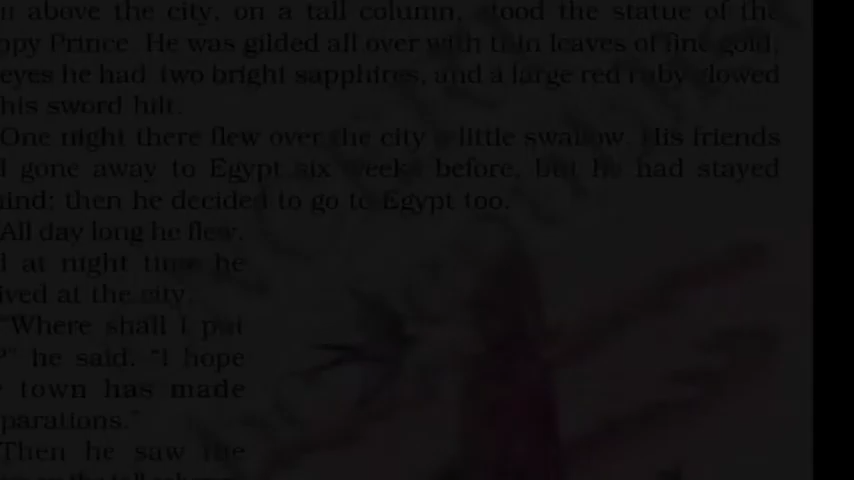 above the city, on a tall column, stood the statue of the
Prince. He was gilded all over with thin leaves of fine gold,
eyes he had two bright sapphires, and a large red ruby glowed
his sword hilt.
One night there flew over the city a little swallow. His friends
gone away to Egypt six weeks before, but he had stayed
then he decided to go to Egypt too.
All day long he flew,
at night time he
at the city.
"Where shall I put
he said. "I hope
town has made
Then he saw the